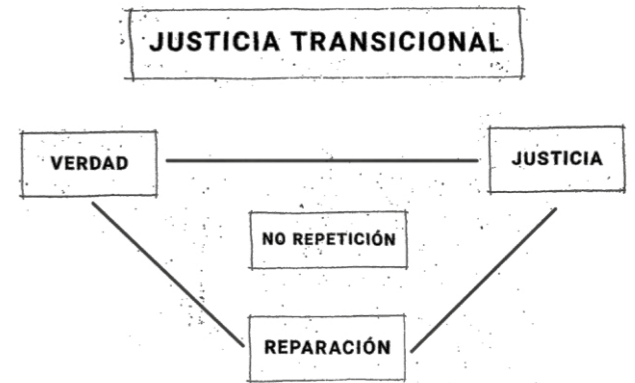 JUSTICIA TRANSICIONAL
VERDAD
JUSTICIA
NO REPETICIÓN
REPARACIÓN